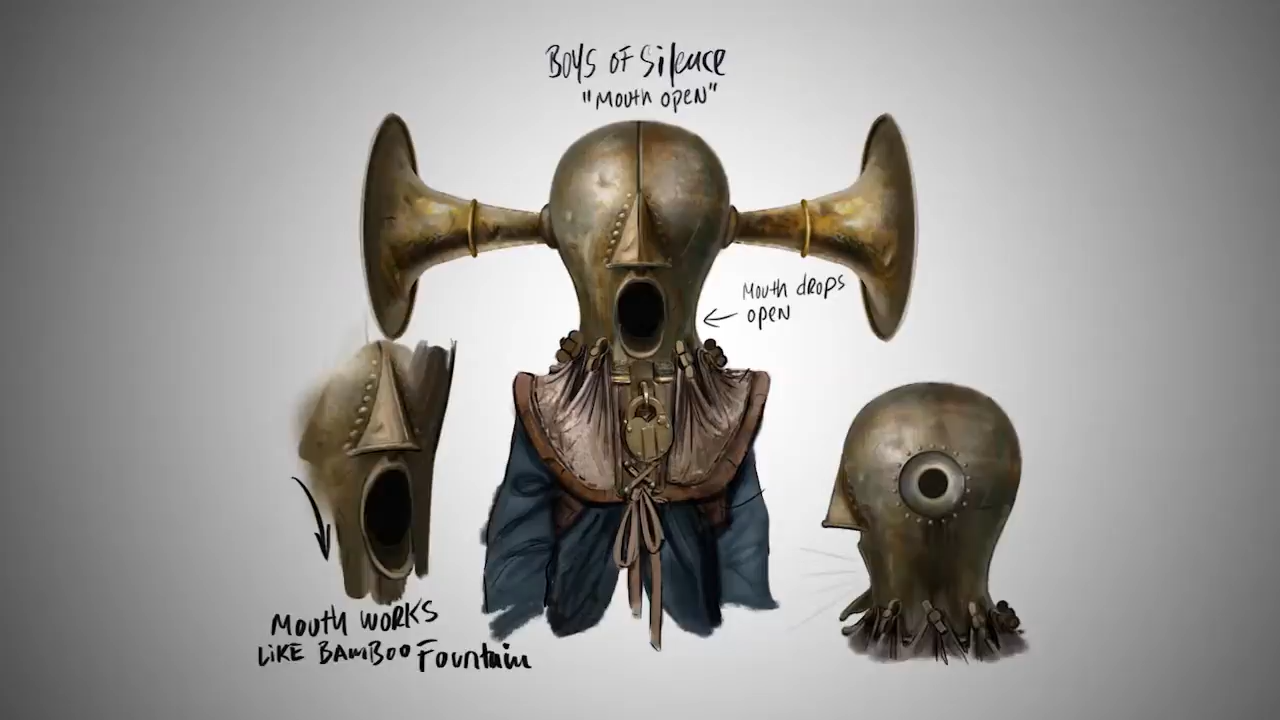 BOYS OF Silence
"Mouth OPEN"
Mouth drops
OPEN
Mouth WORKS
LIKE BAMBOO Fountain